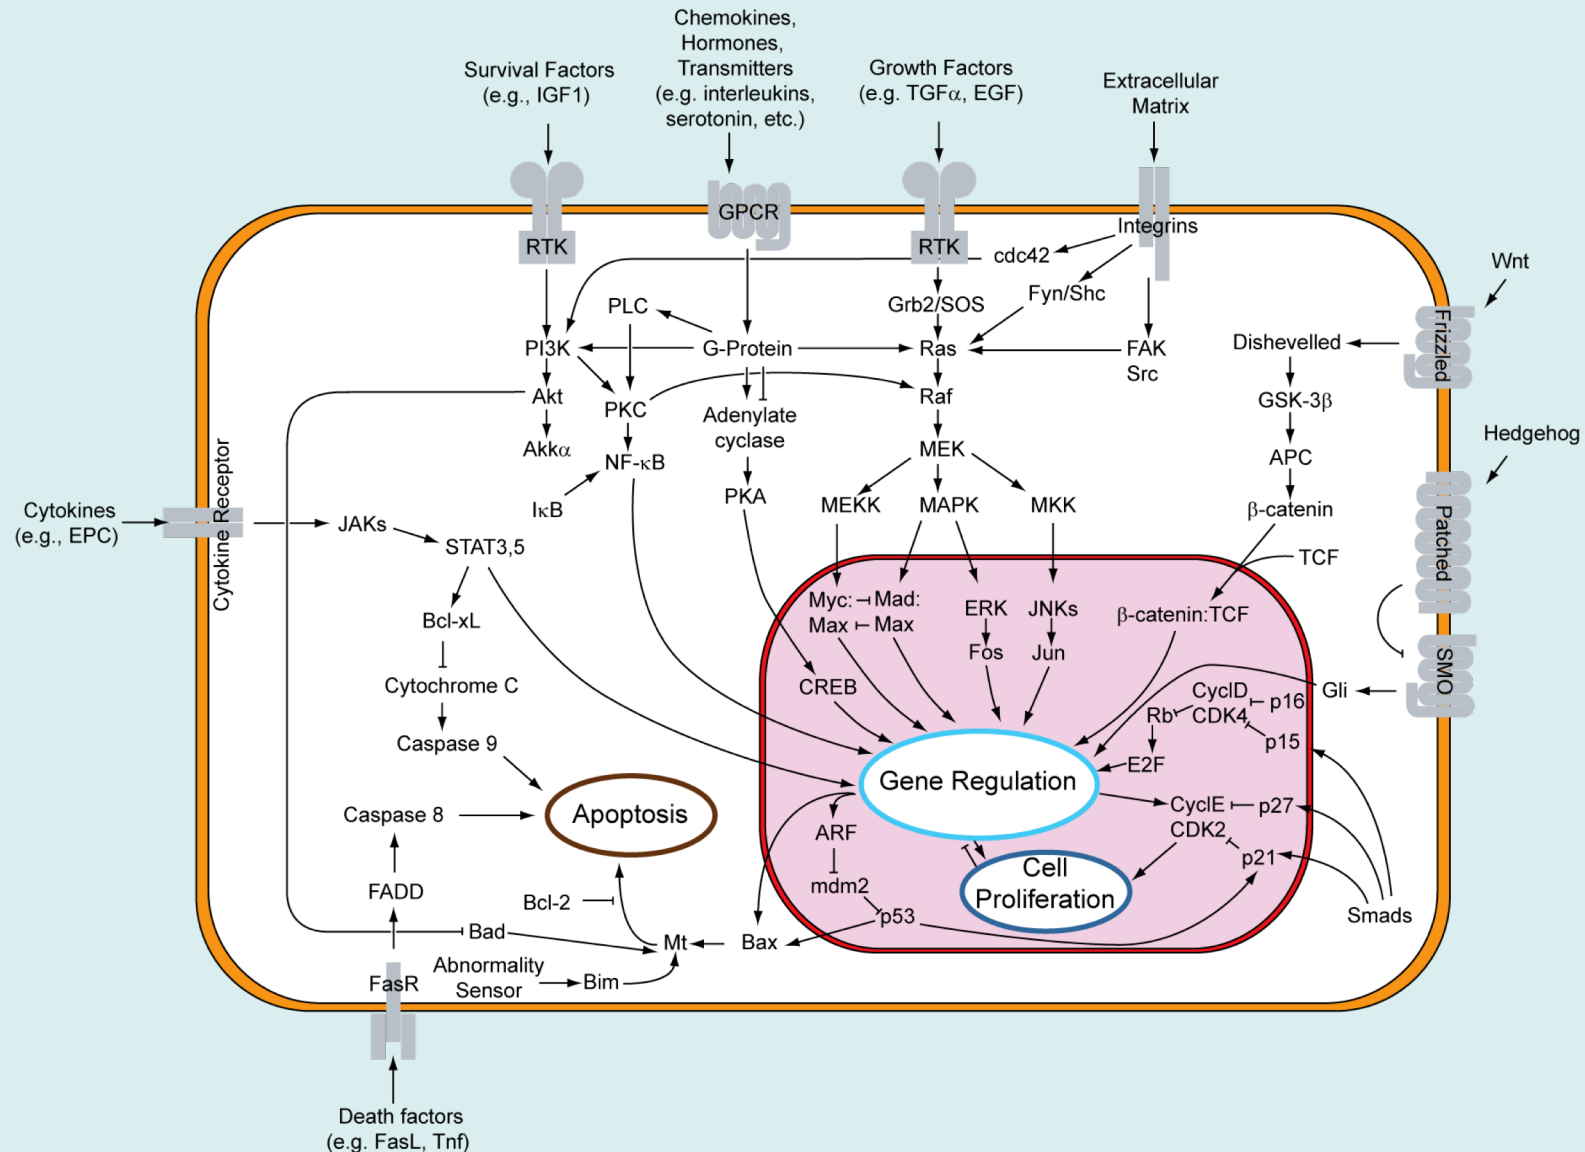 Chemokines,
Hormones,
Transmitters
(e.g. interleukins,
serotonin, etc.)
Survival Factors
(e.g., IGF1)
Growth Factors
(e.g. TGFα, EGF)
Extracellular
Matrix
RTK
GPCR
RTK
Integrins
cdc42
Fyn/Shc
Grb2/SOS
PLC
PI3K
G-Protein
Ras
FAK
Src
Wnt
Frizzled
Dishevelled
GSK-3β
APC
β-catenin
TCF
Hedgehog
Patched
SMO
Akt
Akkα
PKC
NF-κB
IκB
Adenylate
cyclase
PKA
Raf
MEK
MEKK
MAPK
MKK
Cytokines
(e.g., EPC)
Cytokine Receptor
JAKs
STAT3,5
Bcl-xL
Cytochrome C
Caspase 9
Caspase 8
Apoptosis
FADD
FasR
Death factors
(e.g. FasL, Tnf)
Bcl-2
Bad
Abnormality
Sensor
Bim
Mt
Bax
Myc:
Mad:
Max
Max
ERK
JNKs
Fos
Jun
β-catenin:TCF
CREB
Gli
CyclD
CDK4
p16
p15
Rb
E2F
Gene Regulation
CyclE
CDK2
p27
p21
ARF
mdm2
p53
Cell
Proliferation
Smads